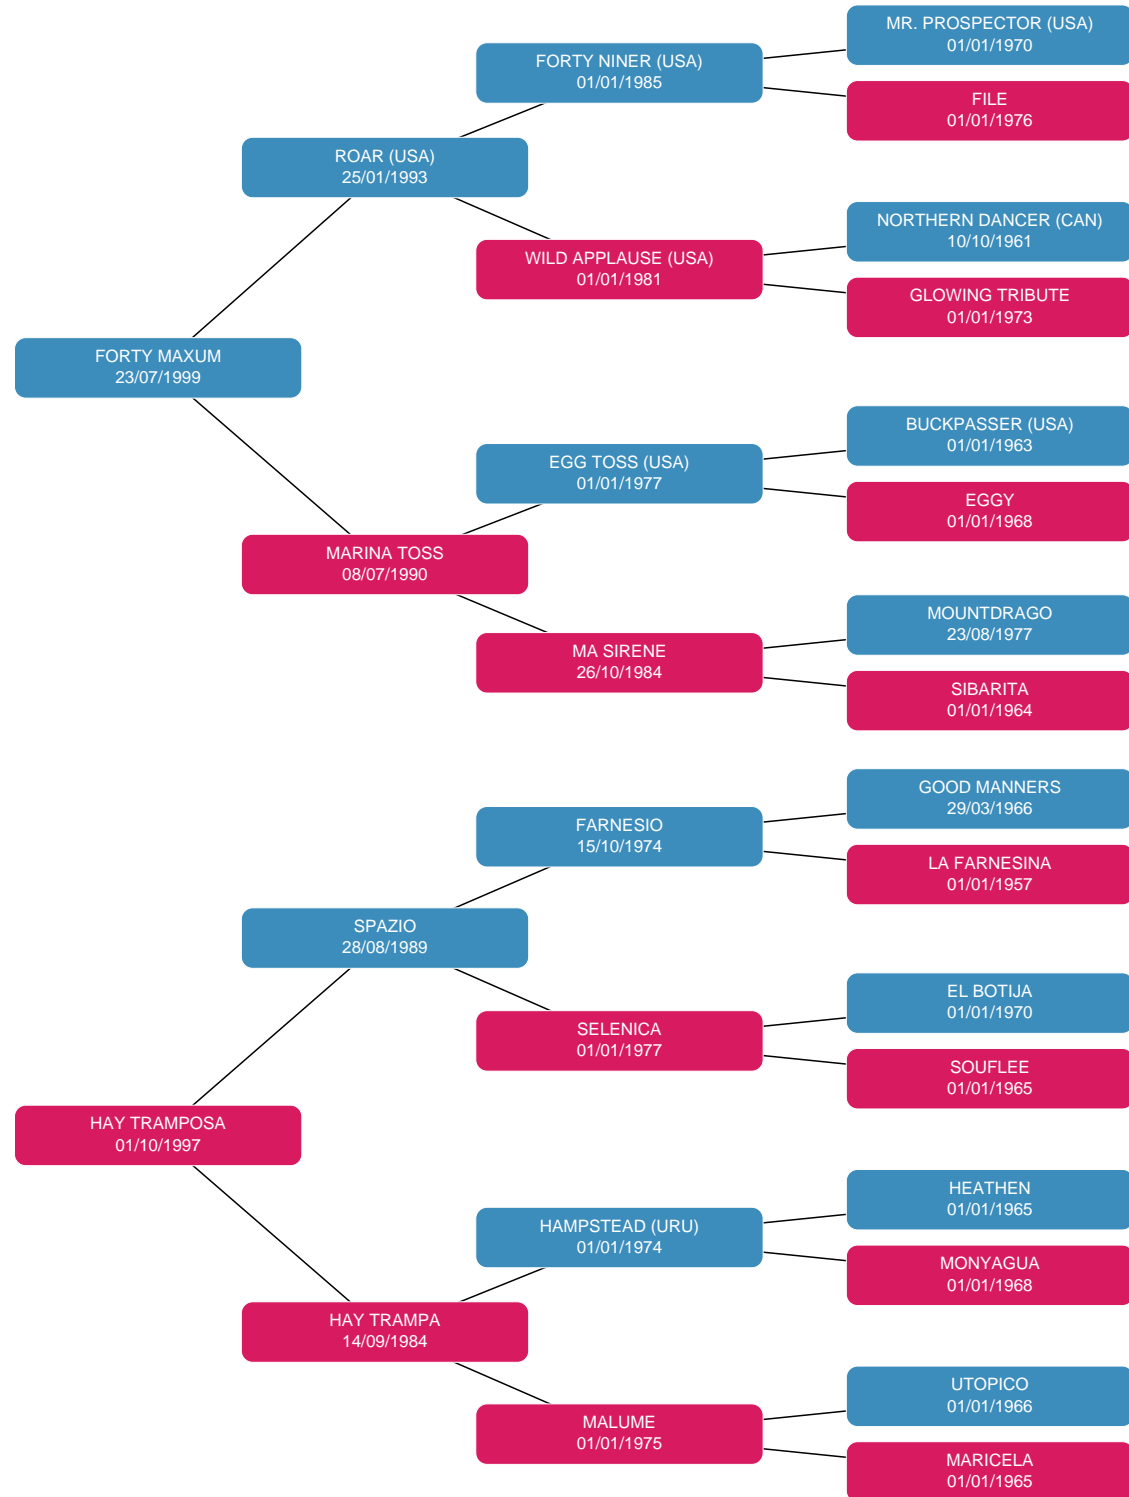 MR. PROSPECTOR (USA)
01/01/1970
FORTY NINER (USA)
01/01/1985
FILE
01/01/1976
ROAR (USA)
25/01/1993
NORTHERN DANCER (CAN)
10/10/1961
WILD APPLAUSE (USA)
01/01/1981
GLOWING TRIBUTE
01/01/1973
FORTY MAXUM
23/07/1999
BUCKPASSER (USA)
01/01/1963
EGG TOSS (USA)
01/01/1977
EGGY
01/01/1968
MARINA TOSS
08/07/1990
MOUNTDRAGO
23/08/1977
MA SIRENE
26/10/1984
SIBARITA
01/01/1964
GOOD MANNERS
29/03/1966
FARNESIO
15/10/1974
LA FARNESINA
01/01/1957
SPAZIO
28/08/1989
EL BOTIJA
01/01/1970
SELENICA
01/01/1977
SOUFLEE
01/01/1965
HAY TRAMPOSA
01/10/1997
HEATHEN
01/01/1965
HAMPSTEAD (URU)
01/01/1974
MONYAGUA
01/01/1968
HAY TRAMPA
14/09/1984
UTOPICO
01/01/1966
MALUME
01/01/1975
MARICELA
01/01/1965